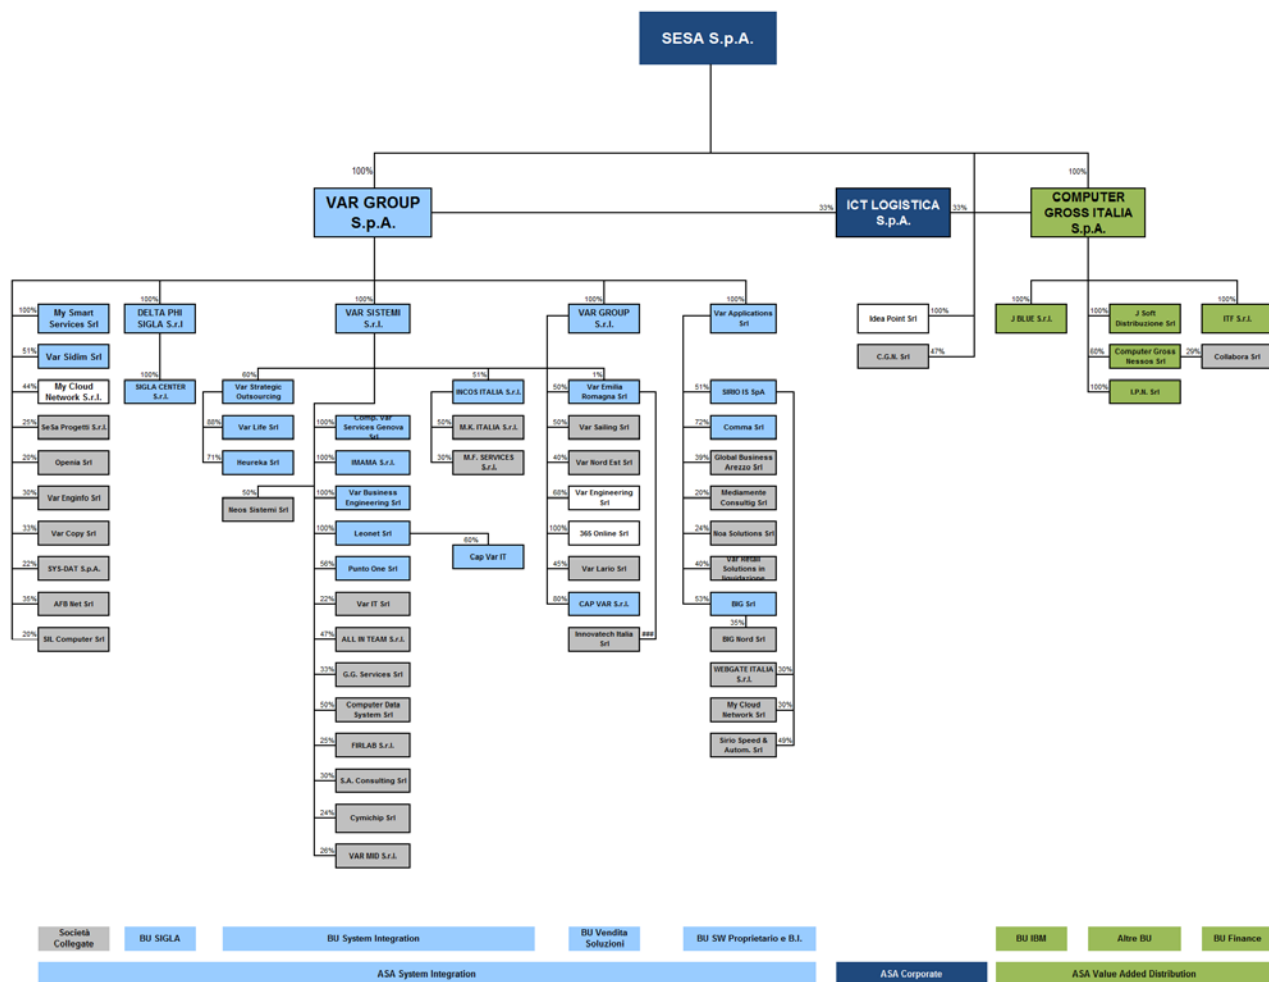 SESA S.p.A.
100%
100%
VAR GROUP
S.p.A.
33%
ICT LOGISTICA
S.p.A.
33%
COMPUTER
GROSS ITALIA
S.p.A.
100%
My Smart
Services Srl
100%
DELTA PHI
SIGLA S.r.l
100%
VAR SISTEMI
S.r.l.
100%
VAR GROUP
S.r.l.
100%
Var Applications
Srl
Idea Point Srl
100%
100%
J BLUE S.r.l.
100%
J Soft
Distribuzione Srl
100%
ITF S.r.l.
51%
Var Sidim Srl
C.G.N. Srl
47%
60%
Computer Gross
Nessos Srl
29%
Collabora Srl
44%
My Cloud
Network S.r.l.
100%
SIGLA CENTER
S.r.l.
60%
Var Strategic
Outsourcing
51%
INCOS ITALIA S.r.l.
1%
50%
Var Emilia
Romagna Srl
51%
SIRIO IS SpA
100%
I.P.N. Srl
25%
SeSa Progetti S.r.l.
88%
Var Life Srl
100%
Comp. Var
Services Genova
Srl
50%
M.K. ITALIA S.r.l.
50%
Var Sailing Srl
72%
Comma Srl
20%
Openia Srl
71%
Heureka Srl
100%
IMAMA S.r.l.
30%
M.F. SERVICES
S.r.l.
40%
Var Nord Est Srl
39%
Global Business
Arezzo Srl
30%
Var Enginfo Srl
50%
Neos Sistemi Srl
100%
Var Business
Engineering Srl
68%
Var Engineering
Srl
20%
Mediamente
Consultig Srl
33%
Var Copy Srl
100%
Leonet Srl
60%
Cap Var IT
100%
365 Online Srl
24%
Noa Solutions Srl
22%
SYS-DAT S.p.A.
56%
Punto One Srl
45%
Var Lario Srl
40%
Var Retail
Solutions in
liquidazione
35%
AFB Net Srl
22%
Var IT Srl
80%
CAP VAR S.r.l.
53%
BIG Srl
20%
SIL Computer Srl
47%
ALL IN TEAM S.r.l.
Innovatech Italia
Srl
###
35%
BIG Nord Srl
33%
G.G. Services Srl
WEBGATE ITALIA
S.r.l.
30%
50%
Computer Data
System Srl
My Cloud
Network Srl
30%
25%
FIRLAB S.r.l.
Sirio Speed &
Autom. Srl
49%
30%
S.A. Consulting Srl
24%
Cymichip Srl
26%
VAR MID S.r.l.
Società
Collegate
BU SIGLA
BU System Integration
BU Vendita
Soluzioni
BU SW Proprietario e B.I.
BU IBM
Altre BU
BU Finance
ASA System Integration
ASA Corporate
ASA Value Added Distribution